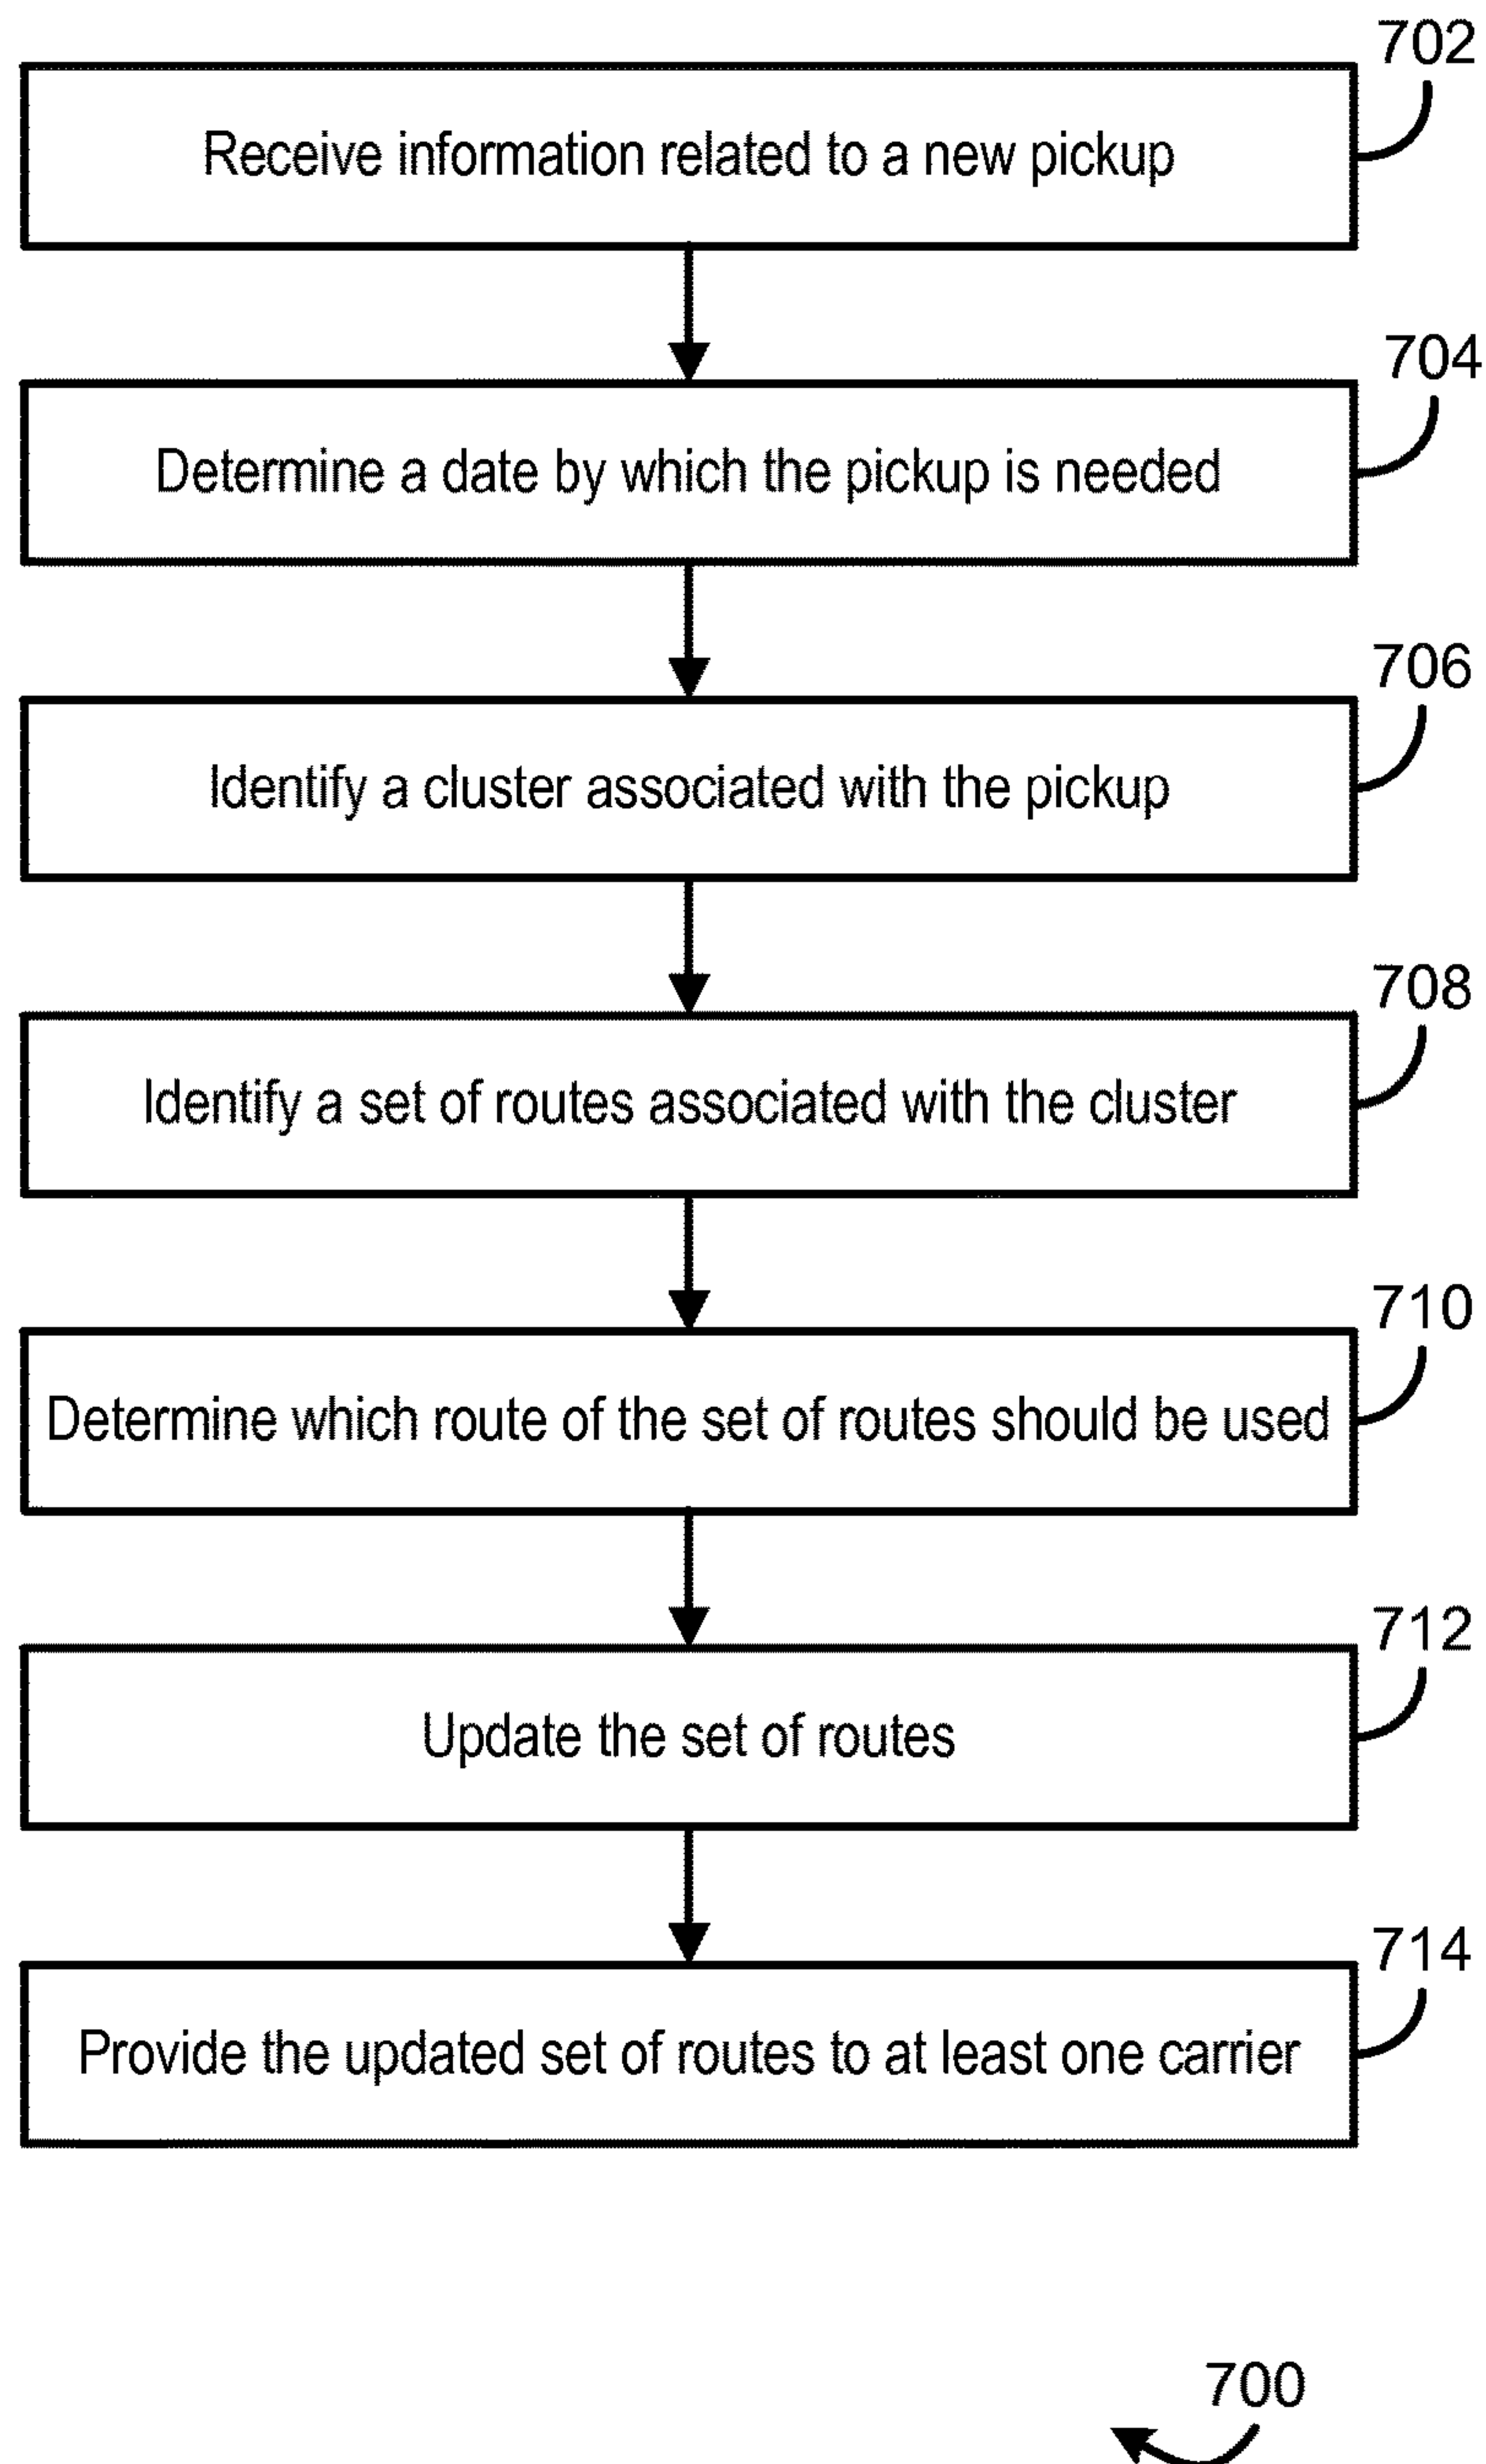 702
Receive information related to a new pickup
704
Determine a date by which the pickup is needed
706
Identify a cluster associated with the pickup
708
Identify a set of routes associated with the cluster
710
Determine which route of the set of routes should be used
712
Update the set of routes
714
Provide the updated set of routes to at least one carrier
700